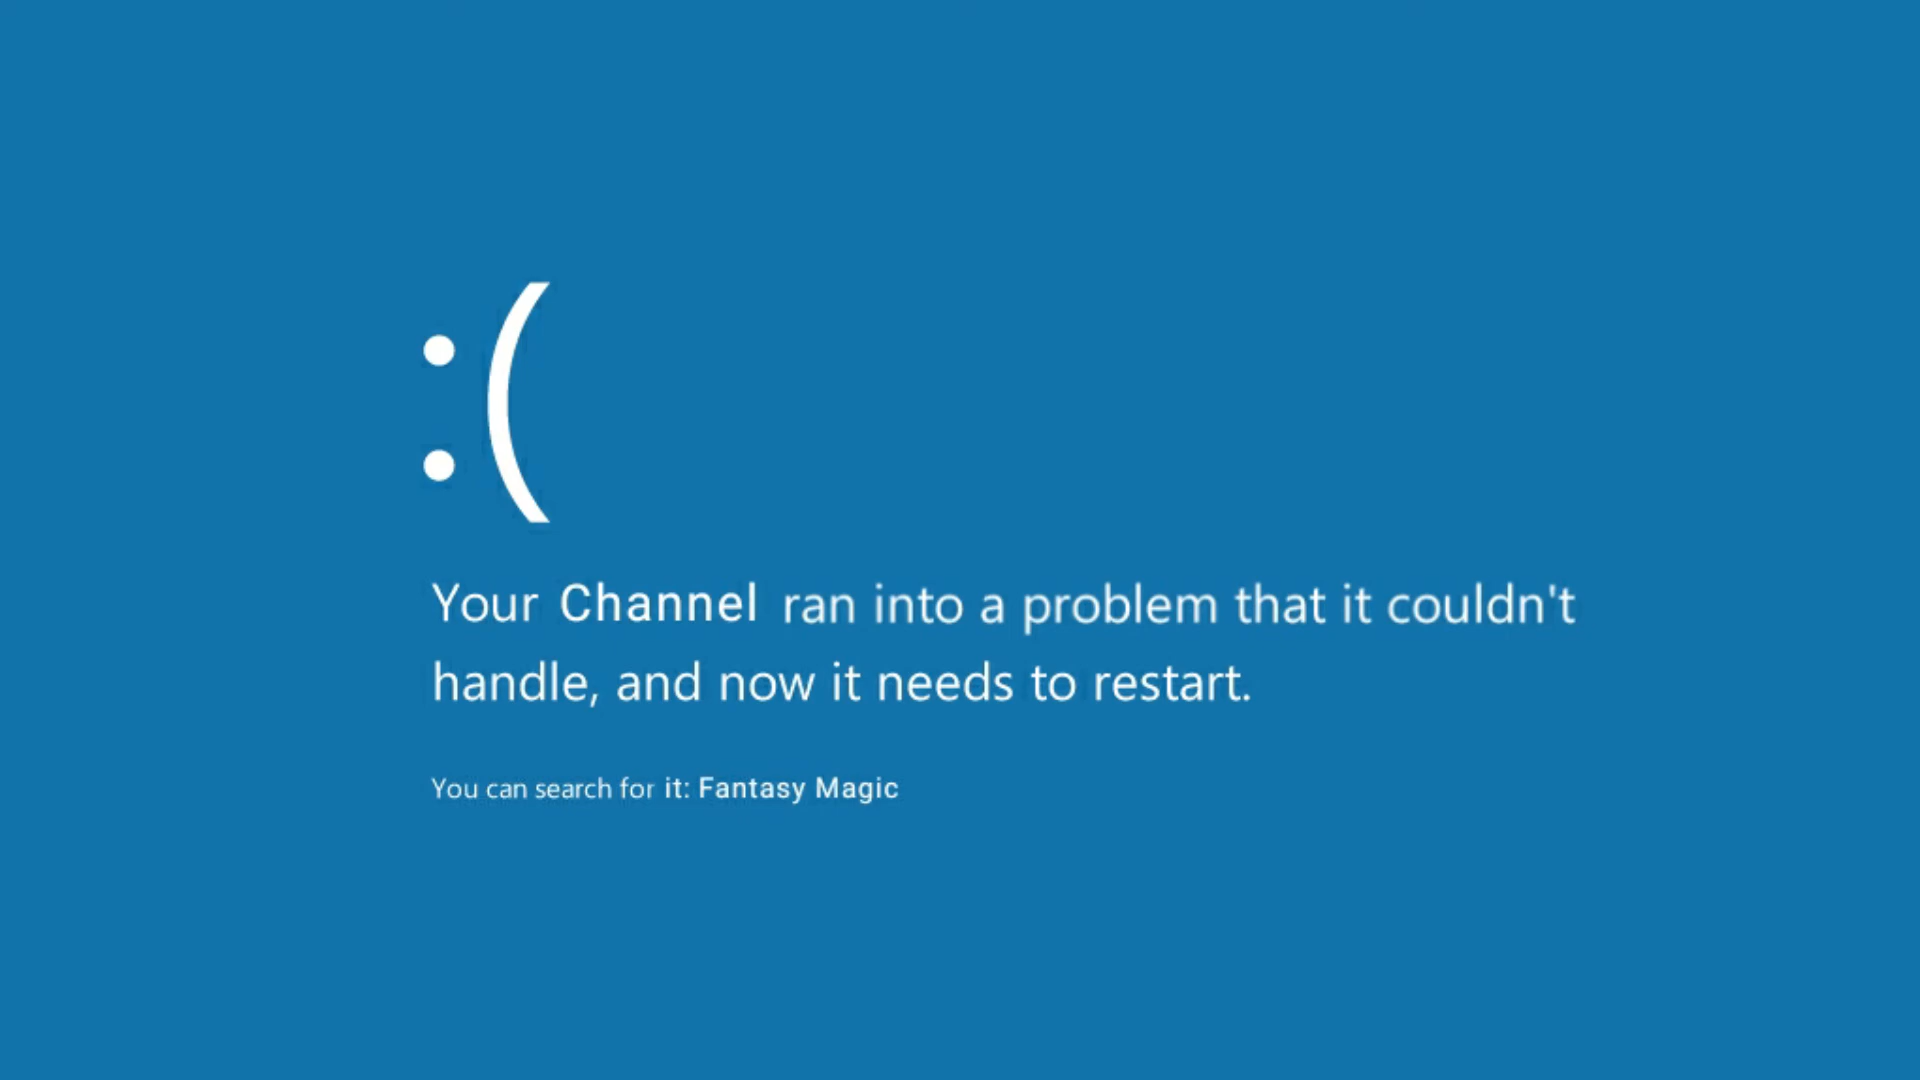 :(
Your Channel ran into a problem that it couldn't
handle, and now it needs to restart.
You can search for it: Fantasy Magic